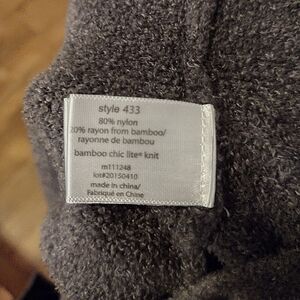 style 433
80% nylon
20% rayon from bamboo/
rayonne de bambou
bamboo chic lite® knit
m111248
lot#20150410
made in china/
Fabriqué en Chine